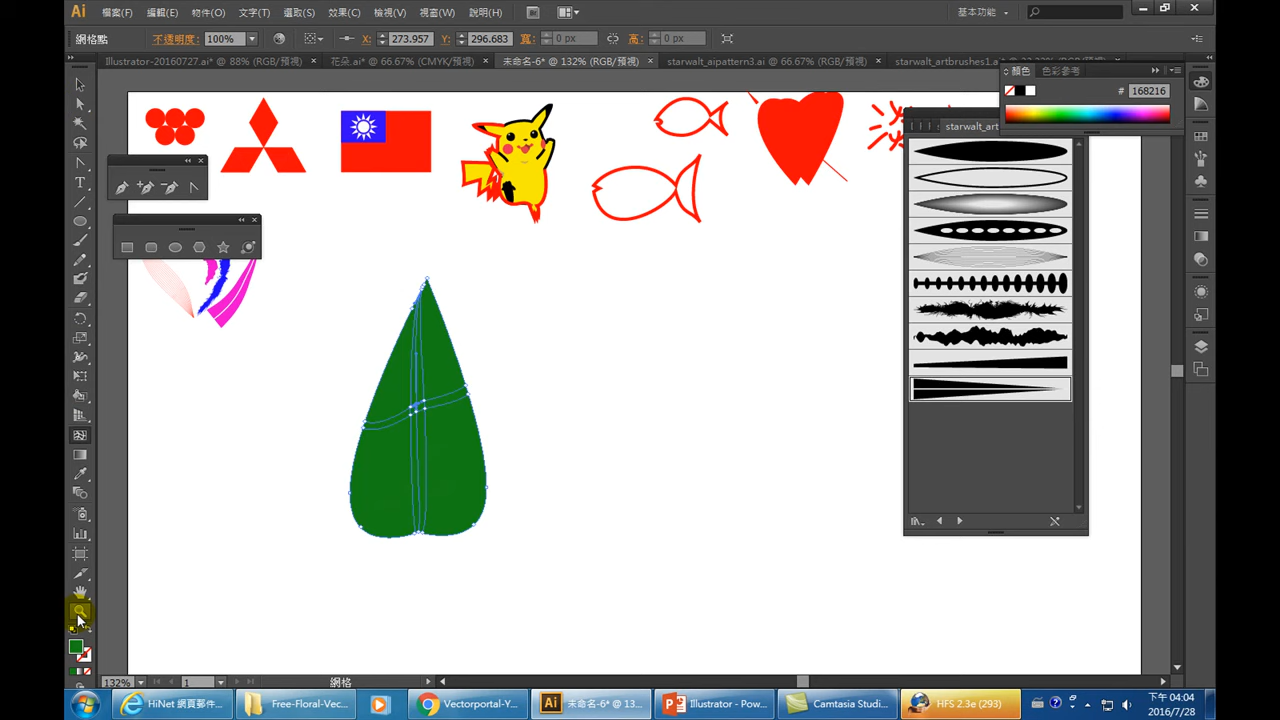 Ai 檔案(F) 編輯(E) 物件(O) 文字(T) 選取(S) 效果(C) 檢視(V) 視窗(W) 說明(H) Br 基本功能
網格點 不透明度: 100% X: 273.957 Y: 296.683 寬: 0 px 高: 0 px
Illustrator-20160727.ai* @ 88% (RGB/預視) × 花朵.ai* @ 66.67% (CMYK/預視) × 未命名-6* @ 132% (RGB/預視) × starwalt_aipattern3.ai @ 66.67% (RGB/預視) × starwalt_artbrushes1.a
顏色 色彩參考
# 168216
starwalt_art
T
132% 1 網格
HiNet 網頁郵件... Free-Floral-Vec... Vectorportal-Y... Ai 未命名-6* @ 13... Illustrator - Pow... Camtasia Studi... HFS 2.3e (293)
下午 04:04
2016/7/28